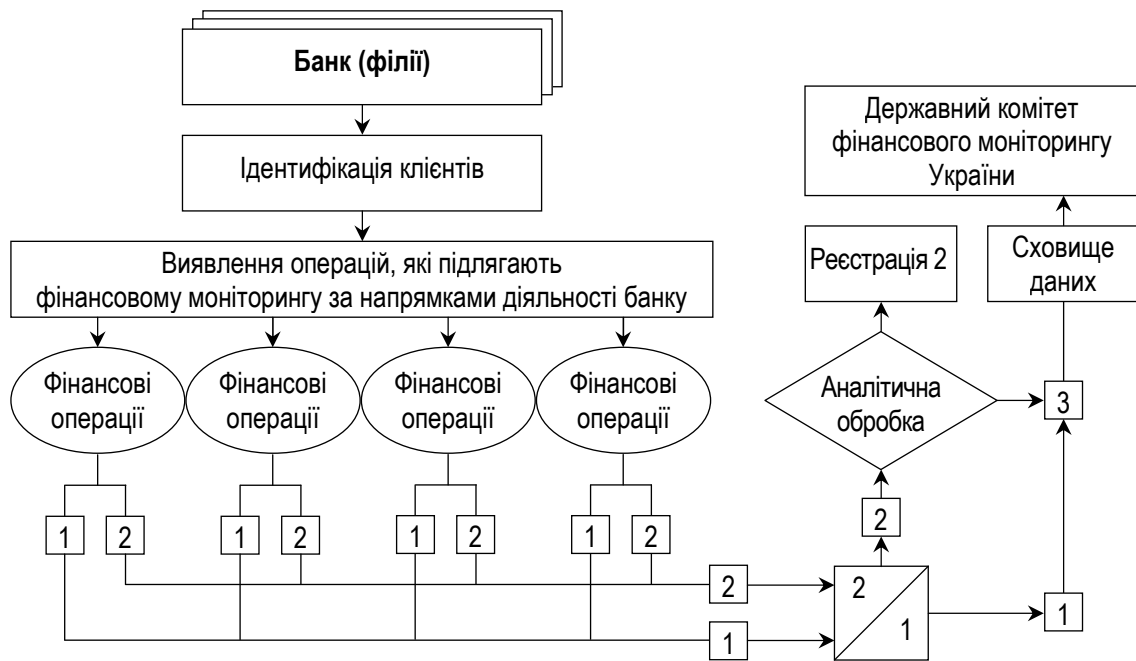 Банк (філії)
Ідентифікація клієнтів
Виявлення операцій, які підлягають
фінансовому моніторингу за напрямками діяльності банку
Фінансові
операції
Фінансові
операції
Фінансові
операції
Фінансові
операції
1
2
1
2
1
2
1
2
2
1
2
1
2
Аналітична
обробка
Реєстрація 2
1
3
Сховище
даних
Державний комітет
фінансового моніторингу
України